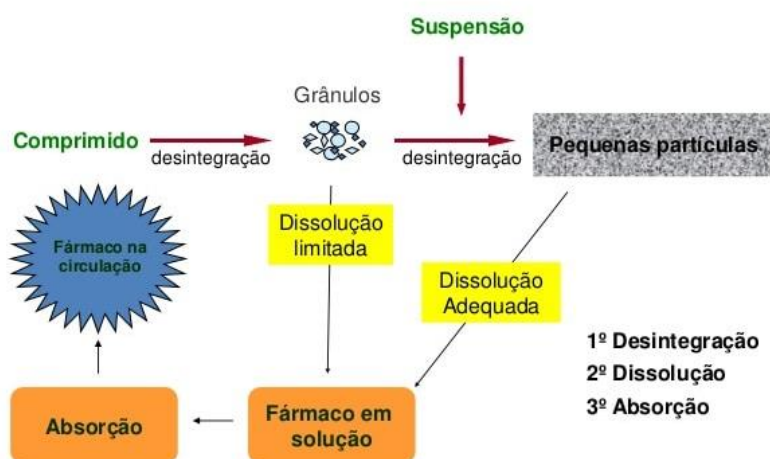 Suspensão
Grânulos
Comprimido
desintegração
desintegração
Pequenas partículas
Fármaco na
circulação
Dissolução
limitada
Dissolução
Adequada
1º Desintegração
2º Dissolução
3º Absorção
Absorção
Fármaco em
solução